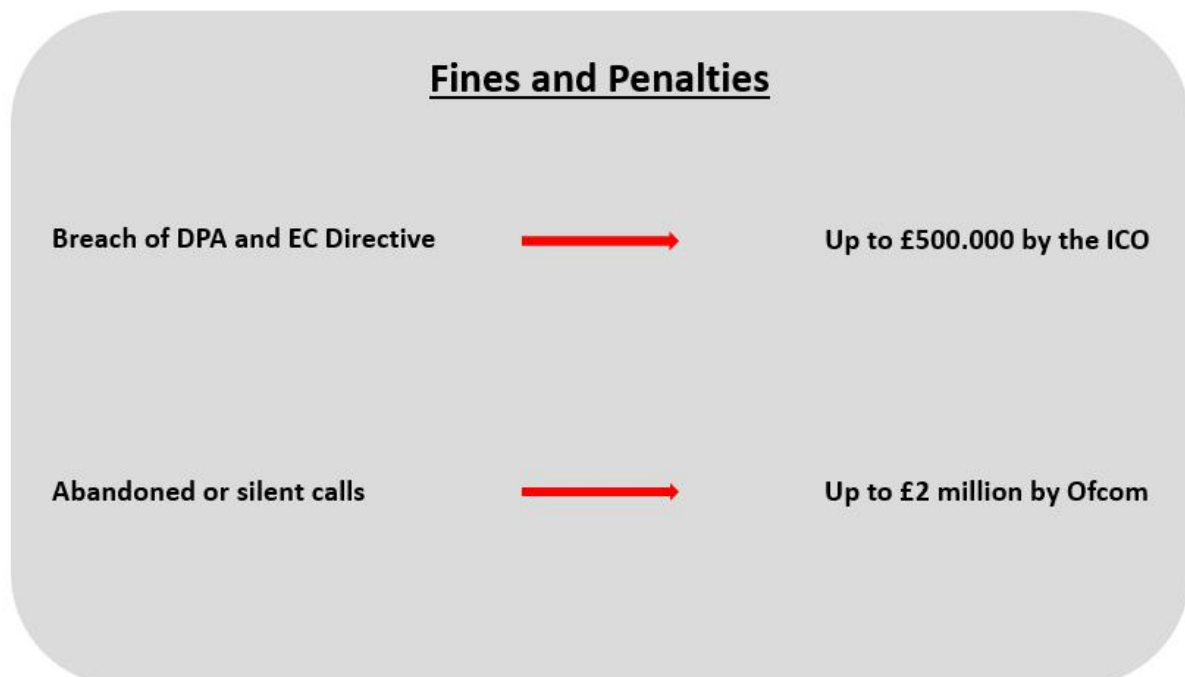 Fines and Penalties
Breach of DPA and EC Directive Up to £500.000 by the ICO
Abandoned or silent calls Up to £2 million by Ofcom